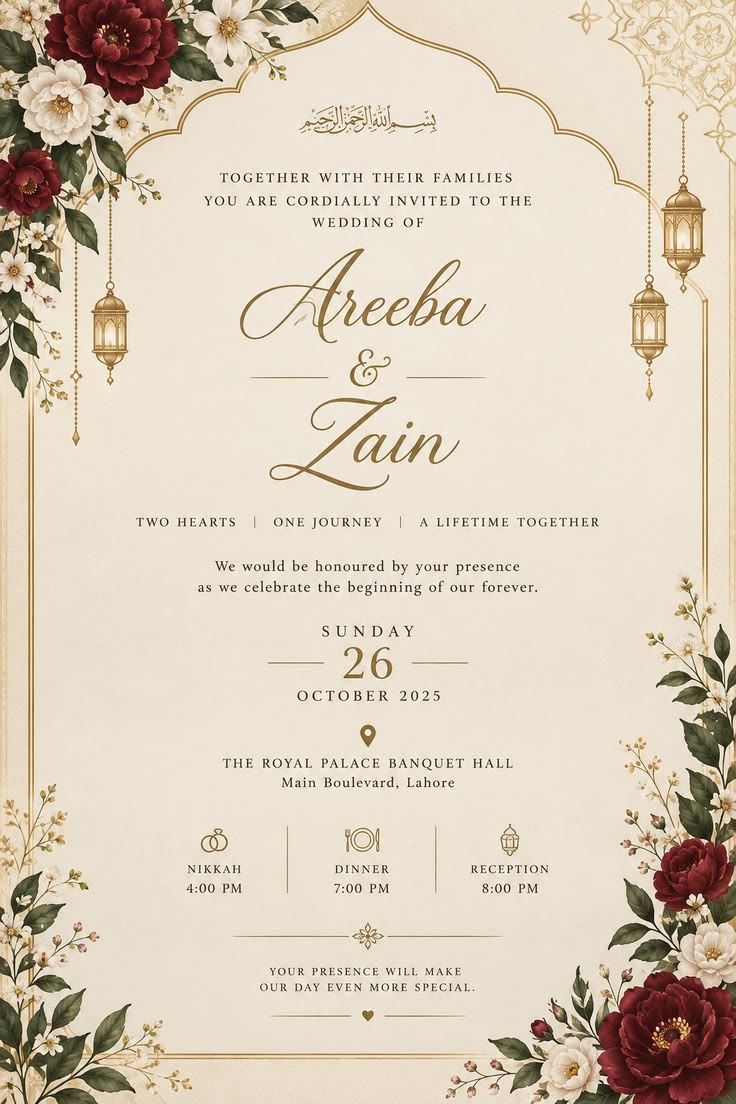 بسم الله الرحمن الرحيم
TOGETHER WITH THEIR FAMILIES
YOU ARE CORDIALLY INVITED TO THE
WEDDING OF
Areeba
&
Zain
TWO HEARTS | ONE JOURNEY | A LIFETIME TOGETHER
We would be honoured by your presence
as we celebrate the beginning of our forever.
SUNDAY
26
OCTOBER 2025
THE ROYAL PALACE BANQUET HALL
Main Boulevard, Lahore
NIKKAH
4:00 PM
DINNER
7:00 PM
RECEPTION
8:00 PM
YOUR PRESENCE WILL MAKE
OUR DAY EVEN MORE SPECIAL.